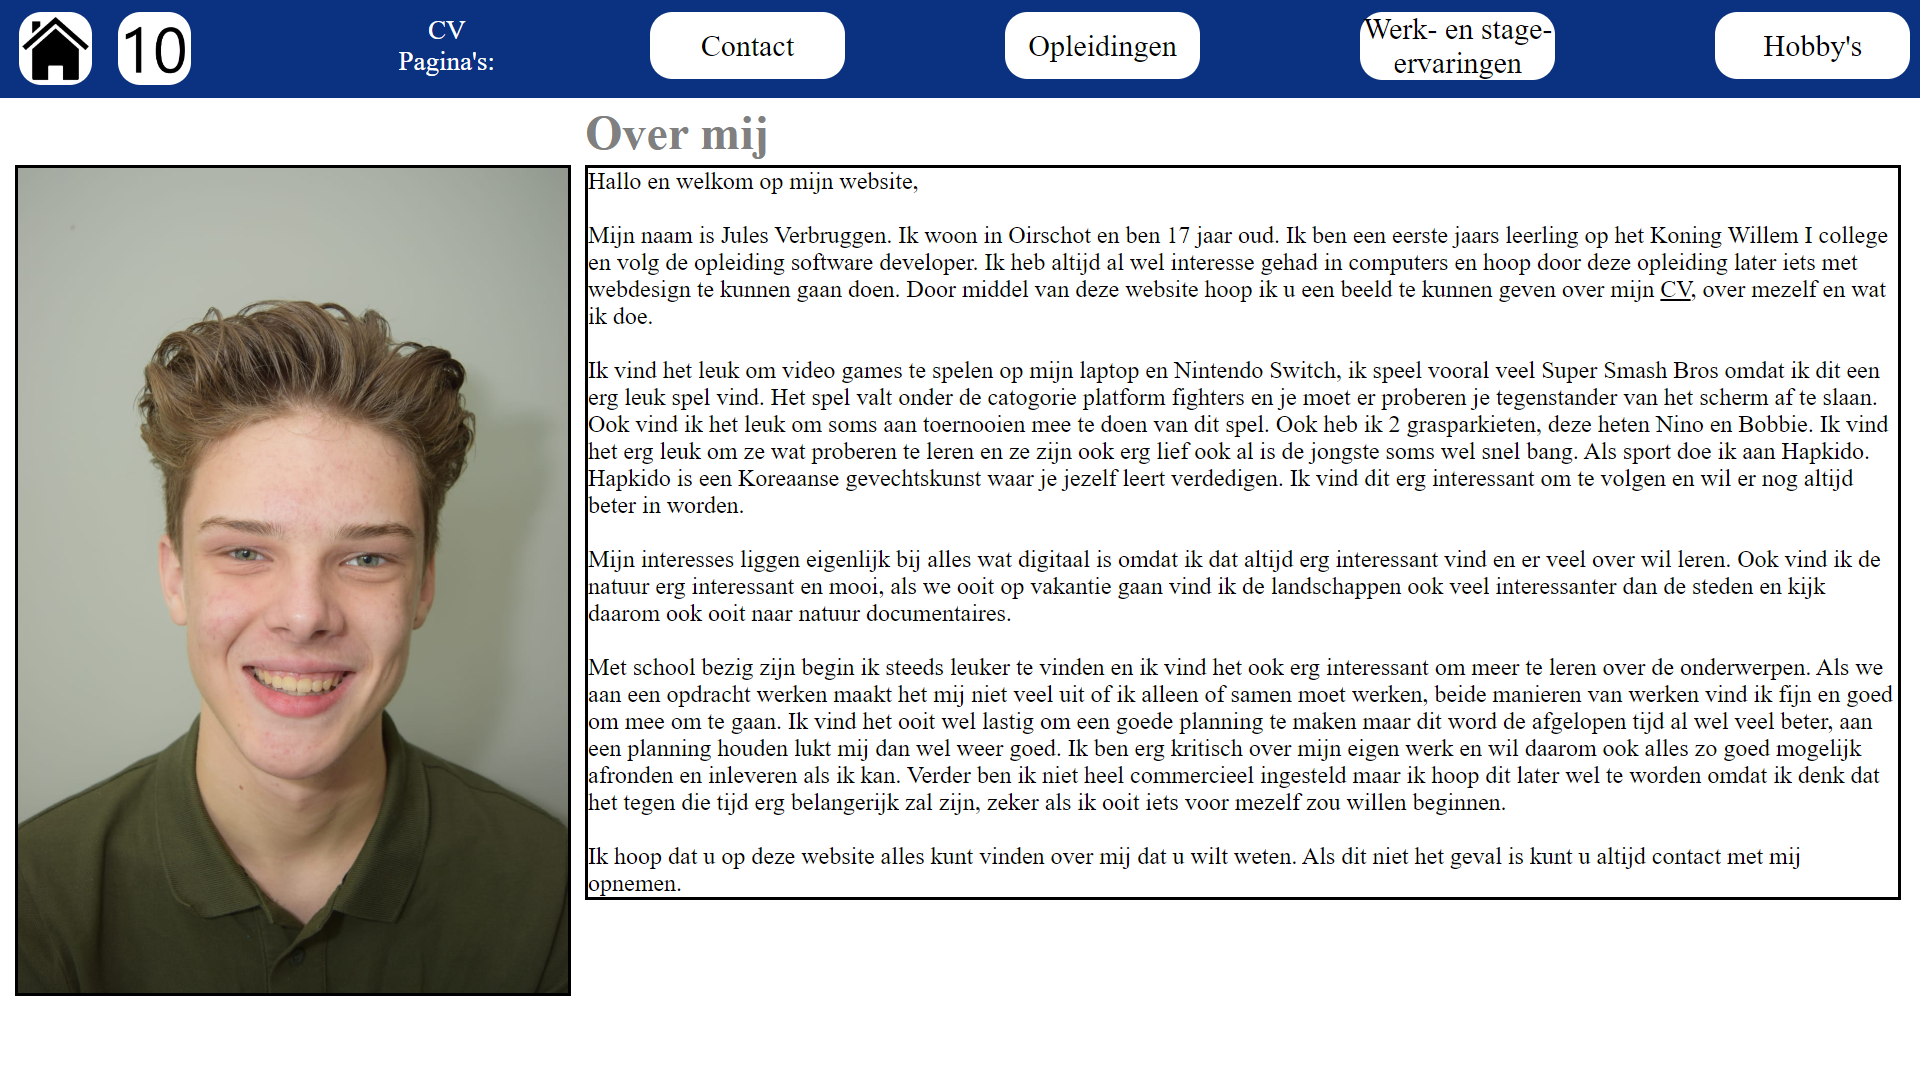 10
CV
Pagina's:
Contact
Opleidingen
Werk- en stage-
ervaringen
Hobby's
Over mij
Hallo en welkom op mijn website,
Mijn naam is Jules Verbruggen. Ik woon in Oirschot en ben 17 jaar oud. Ik ben een eerste jaars leerling op het Koning Willem I college
en volg de opleiding software developer. Ik heb altijd al wel interesse gehad in computers en hoop door deze opleiding later iets met
webdesign te kunnen gaan doen. Door middel van deze website hoop ik u een beeld te kunnen geven over mijn CV, over mezelf en wat
ik doe.
Ik vind het leuk om video games te spelen op mijn laptop en Nintendo Switch, ik speel vooral veel Super Smash Bros omdat ik dit een
erg leuk spel vind. Het spel valt onder de catogorie platform fighters en je moet er proberen je tegenstander van het scherm af te slaan.
Ook vind ik het leuk om soms aan toernooien mee te doen van dit spel. Ook heb ik 2 grasparkieten, deze heten Nino en Bobbie. Ik vind
het erg leuk om ze wat proberen te leren en ze zijn ook erg lief ook al is de jongste soms wel snel bang. Als sport doe ik aan Hapkido.
Hapkido is een Koreaanse gevechtskunst waar je jezelf leert verdedigen. Ik vind dit erg interessant om te volgen en wil er nog altijd
beter in worden.
Mijn interesses liggen eigenlijk bij alles wat digitaal is omdat ik dat altijd erg interessant vind en er veel over wil leren. Ook vind ik de
natuur erg interessant en mooi, als we ooit op vakantie gaan vind ik de landschappen ook veel interessanter dan de steden en kijk
daarom ook ooit naar natuur documentaires.
Met school bezig zijn begin ik steeds leuker te vinden en ik vind het ook erg interessant om meer te leren over de onderwerpen. Als we
aan een opdracht werken maakt het mij niet veel uit of ik alleen of samen moet werken, beide manieren van werken vind ik fijn en goed
om mee om te gaan. Ik vind het ooit wel lastig om een goede planning te maken maar dit word de afgelopen tijd al wel veel beter, aan
een planning houden lukt mij dan wel weer goed. Ik ben erg kritisch over mijn eigen werk en wil daarom ook alles zo goed mogelijk
afronden en inleveren als ik kan. Verder ben ik niet heel commercieel ingesteld maar ik hoop dit later wel te worden omdat ik denk dat
het tegen die tijd erg belangerijk zal zijn, zeker als ik ooit iets voor mezelf zou willen beginnen.
Ik hoop dat u op deze website alles kunt vinden over mij dat u wilt weten. Als dit niet het geval is kunt u altijd contact met mij
opnemen.